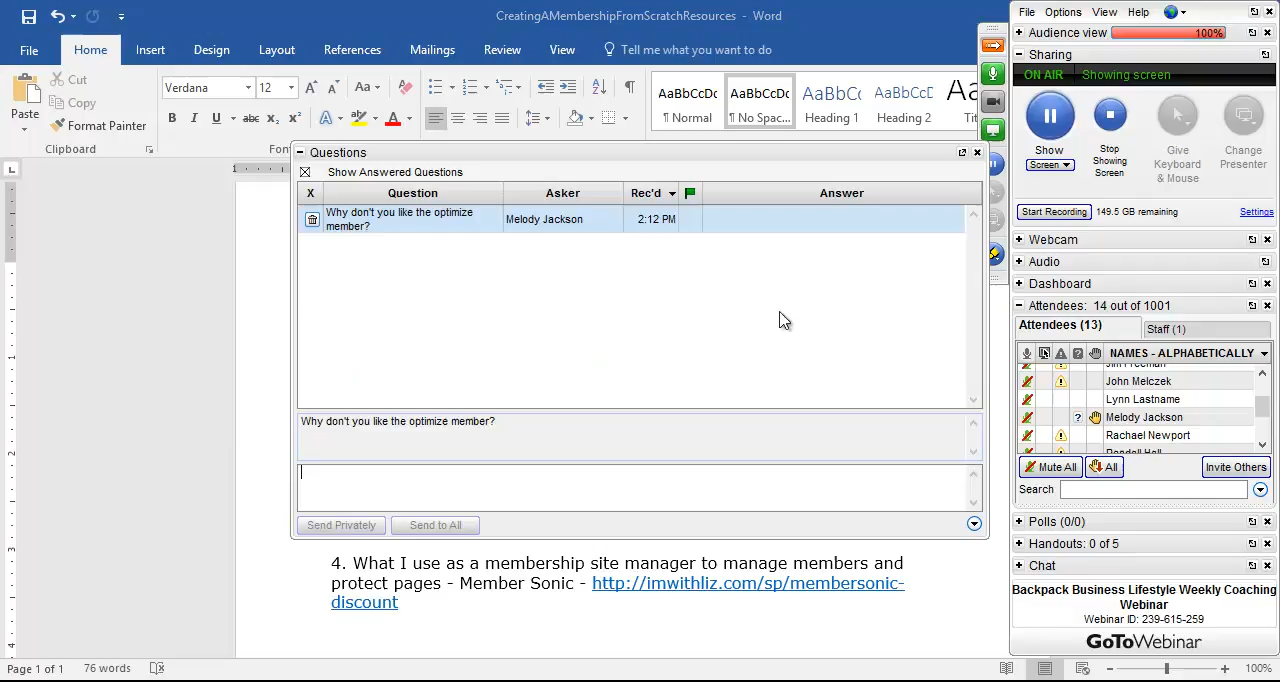 CreatingAMembershipFromScratchResources - Word
File Home Insert Design Layout References Mailings Review View Tell me what you want to do
Paste
Cut
Copy
Format Painter
Clipboard
Verdana 12
Aa
B I U abc X₂ X²
Fon
AaBbCcDc
¶ Normal
AaBbCcDc
¶ No Spac...
AaBbCc
Heading 1
AaBbCcC
Heading 2
Aa
Tit
Questions
Show Answered Questions
X Question Asker Rec'd Answer
Why don't you like the optimize member? Melody Jackson 2:12 PM
Why don't you like the optimize member?
Send Privately Send to All
4. What I use as a membership site manager to manage members and
protect pages - Member Sonic - http://imwithliz.com/sp/membersonic-
discount
Page 1 of 1 76 words
100%
File Options View Help
Audience view 100%
Sharing
ON AIR Showing screen
Show
Screen
Stop
Showing
Screen
Give
Keyboard
& Mouse
Change
Presenter
Start Recording 149.5 GB remaining Settings
Webcam
Audio
Dashboard
Attendees: 14 out of 1001
Attendees (13) Staff (1)
NAMES - ALPHABETICALLY
John Melczek
Lynn Lastname
Melody Jackson
Rachael Newport
Mute All All Invite Others
Search
Polls (0/0)
Handouts: 0 of 5
Chat
Backpack Business Lifestyle Weekly Coaching
Webinar
Webinar ID: 239-615-259
GoToWebinar